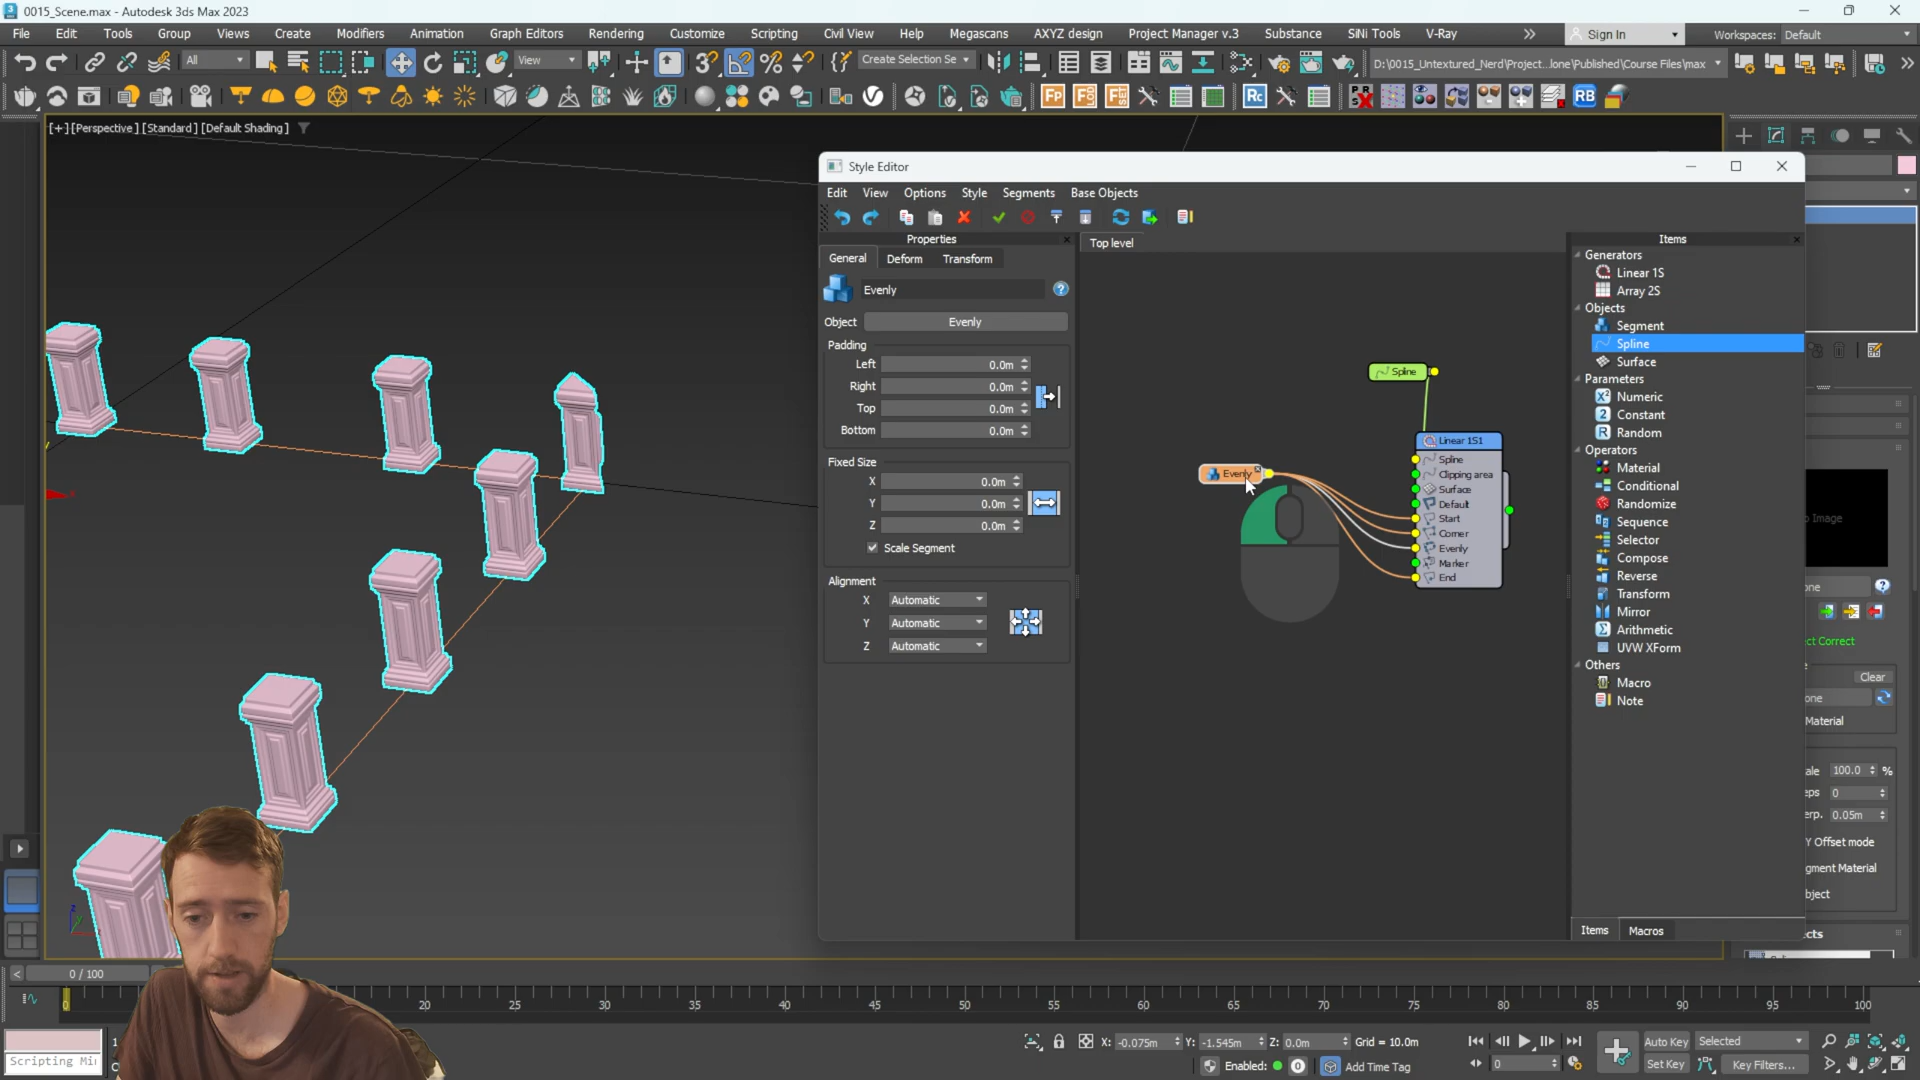 0015_Scene.max - Autodesk 3ds Max 2023
File Edit Tools Group Views Create Modifiers Animation Graph Editors Rendering Customize Scripting Civil View Help Megascans AXYZ design Project Manager v.3 Substance SiNi Tools V-Ray Sign In Workspaces: Default
All View Create Selection Se D:\0015_Untextured_Nerd\Project...lone\Published\Course Files\max
[+] [Perspective] [Standard] [Default Shading]
Style Editor
Edit View Options Style Segments Base Objects
Properties
General Deform Transform
Evenly
Object Evenly
Padding
Left 0.0m
Right 0.0m
Top 0.0m
Bottom 0.0m
Fixed Size
X 0.0m
Y 0.0m
Z 0.0m
Scale Segment
Alignment
X Automatic
Y Automatic
Z Automatic
Top level
Spline
Evenly
Linear 1S1
Spline
Clipping area
Surface
Default
Start
Corner
Evenly
Marker
End
Items
Generators
Linear 1S
Array 2S
Objects
Segment
Spline
Surface
Parameters
Numeric
Constant
Random
Operators
Material
Conditional
Randomize
Sequence
Selector
Compose
Reverse
Transform
Mirror
Arithmetic
UVW XForm
Others
Macro
Note
Items Macros
o Image
one
ct Correct
Clear
one
Material
ale 100.0 %
eps 0
erp. 0.05m
Y Offset mode
gment Material
bject
cts
0 / 100
0 20 25 30 35 40 45 50 55 60 65 70 75 80 85 90 95 100
Scripting Mi
X: -0.075m Y: -1.545m Z: 0.0m Grid = 10.0m
Enabled: 0 Add Time Tag
0
Auto Key Selected
Set Key Key Filters...